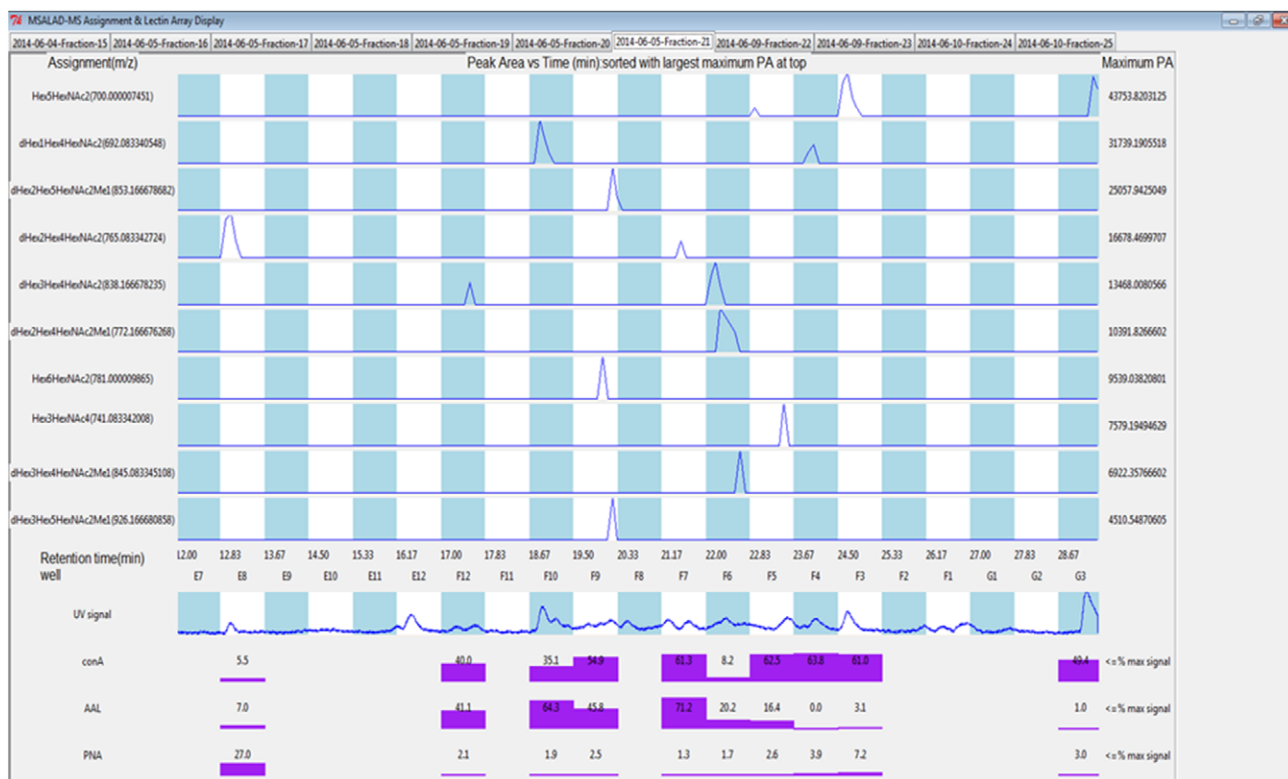 MSALAD-MS Assignment & Lectin Array Display
2014-06-04-Fraction-15 2014-06-05-Fraction-16 2014-06-05-Fraction-17 2014-06-05-Fraction-18 2014-06-05-Fraction-19 2014-06-05-Fraction-20 2014-06-05-Fraction-21 2014-06-09-Fraction-22 2014-06-09-Fraction-23 2014-06-10-Fraction-24 2014-06-10-Fraction-25
Assignment(m/z) Peak Area vs Time (min):sorted with largest maximum PA at top Maximum PA
Hex5HexNAc2(700.000007451) 43753.8203125
dHex1Hex4HexNAc2(692.083340548) 31739.1905518
dHex2Hex5HexNAc2Me1(853.166678682) 25057.9425049
dHex2Hex4HexNAc2(765.083342724) 16678.4699707
dHex3Hex4HexNAc2(838.166678235) 13468.0080566
dHex2Hex4HexNAc2Me1(772.166676268) 10391.8266602
Hex6HexNAc2(781.000009865) 9539.03820801
Hex3HexNAc4(741.083342008) 7579.19494629
dHex3Hex4HexNAc2Me1(845.083345108) 6922.35766602
dHex3Hex5HexNAc2Me1(926.166680858) 4510.54870605
Retention time(min) 12.00 12.83 13.67 14.50 15.33 16.17 17.00 17.83 18.67 19.50 20.33 21.17 22.00 22.83 23.67 24.50 25.33 26.17 27.00 27.83 28.67
well E7 E8 E9 E10 E11 E12 F12 F11 F10 F9 F8 F7 F6 F5 F4 F3 F2 F1 G1 G2 G3
UV signal
conA 5.5 40.0 35.1 54.9 61.3 8.2 62.5 63.8 61.0 49.4 <=% max signal
AAL 7.0 41.1 64.3 45.8 71.2 20.2 16.4 0.0 3.1 1.0 <=% max signal
PNA 27.0 2.1 1.9 2.5 1.3 1.7 2.6 3.9 7.2 3.0 <=% max signal